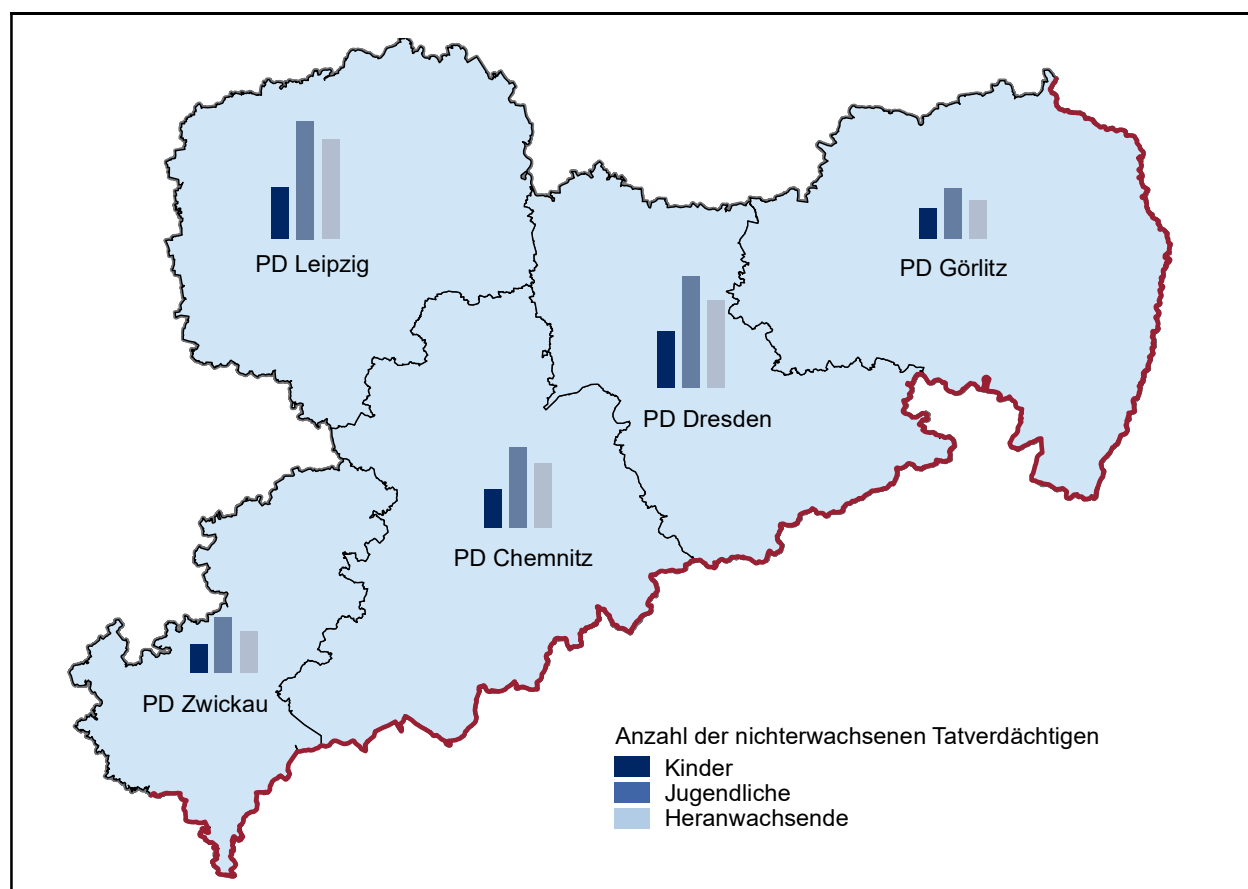 PD Leipzig
PD Görlitz
PD Dresden
PD Chemnitz
PD Zwickau
Anzahl der nichterwachsenen Tatverdächtigen
Kinder
Jugendliche
Heranwachsende